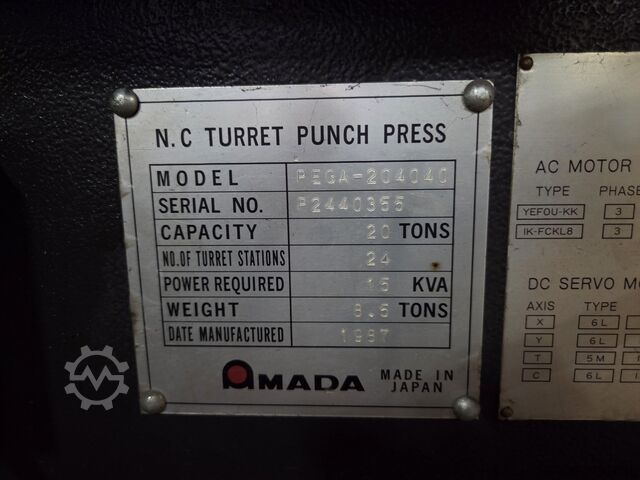 N.C TURRET PUNCH PRESS
MODEL PEGA-204040
SERIAL NO. P2440355
CAPACITY 20 TONS
NO.OF TURRET STATIONS 24
POWER REQUIRED 15 KVA
WEIGHT 8.5 TONS
DATE MANUFACTURED 1987
AMADA MADE IN JAPAN
AC MOTOR
TYPE PHASE
YEFOU-KK 3
IK-FCKL8 3
DC SERVO
AXIS TYPE
X 6L
Y 6L
T 5M
C 6L